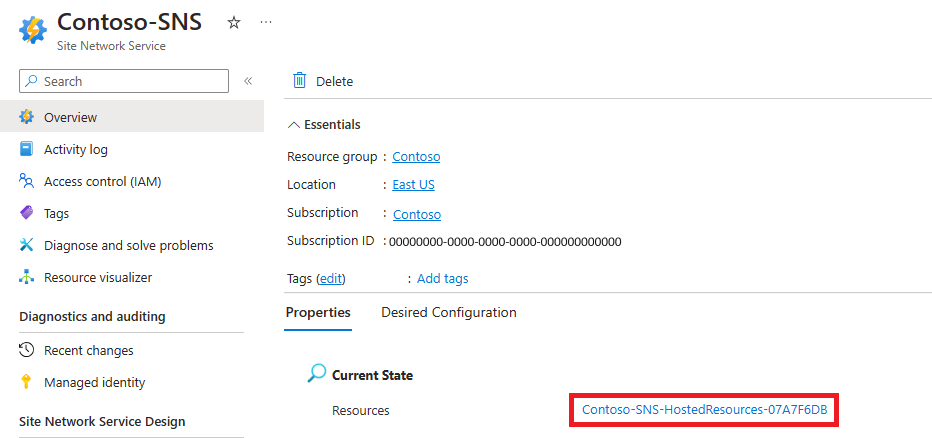 Contoso-SNS
Site Network Service
Search
Overview
Activity log
Access control (IAM)
Tags
Diagnose and solve problems
Resource visualizer
Diagnostics and auditing
Recent changes
Managed identity
Site Network Service Design
Delete
Essentials
Resource group : Contoso
Location : East US
Subscription : Contoso
Subscription ID : 00000000-0000-0000-0000-000000000000
Tags (edit) : Add tags
Properties Desired Configuration
Current State
Resources Contoso-SNS-HostedResources-07A7F6DB